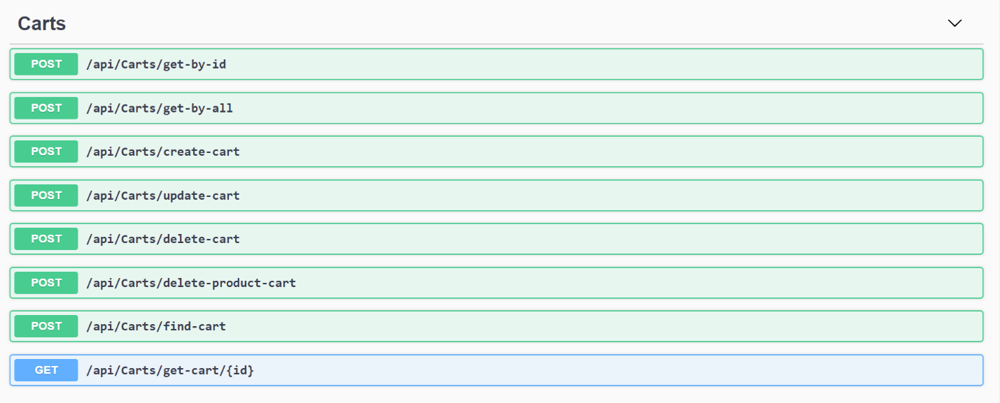 Carts
POST /api/Carts/get-by-id
POST /api/Carts/get-by-all
POST /api/Carts/create-cart
POST /api/Carts/update-cart
POST /api/Carts/delete-cart
POST /api/Carts/delete-product-cart
POST /api/Carts/find-cart
GET /api/Carts/get-cart/{id}